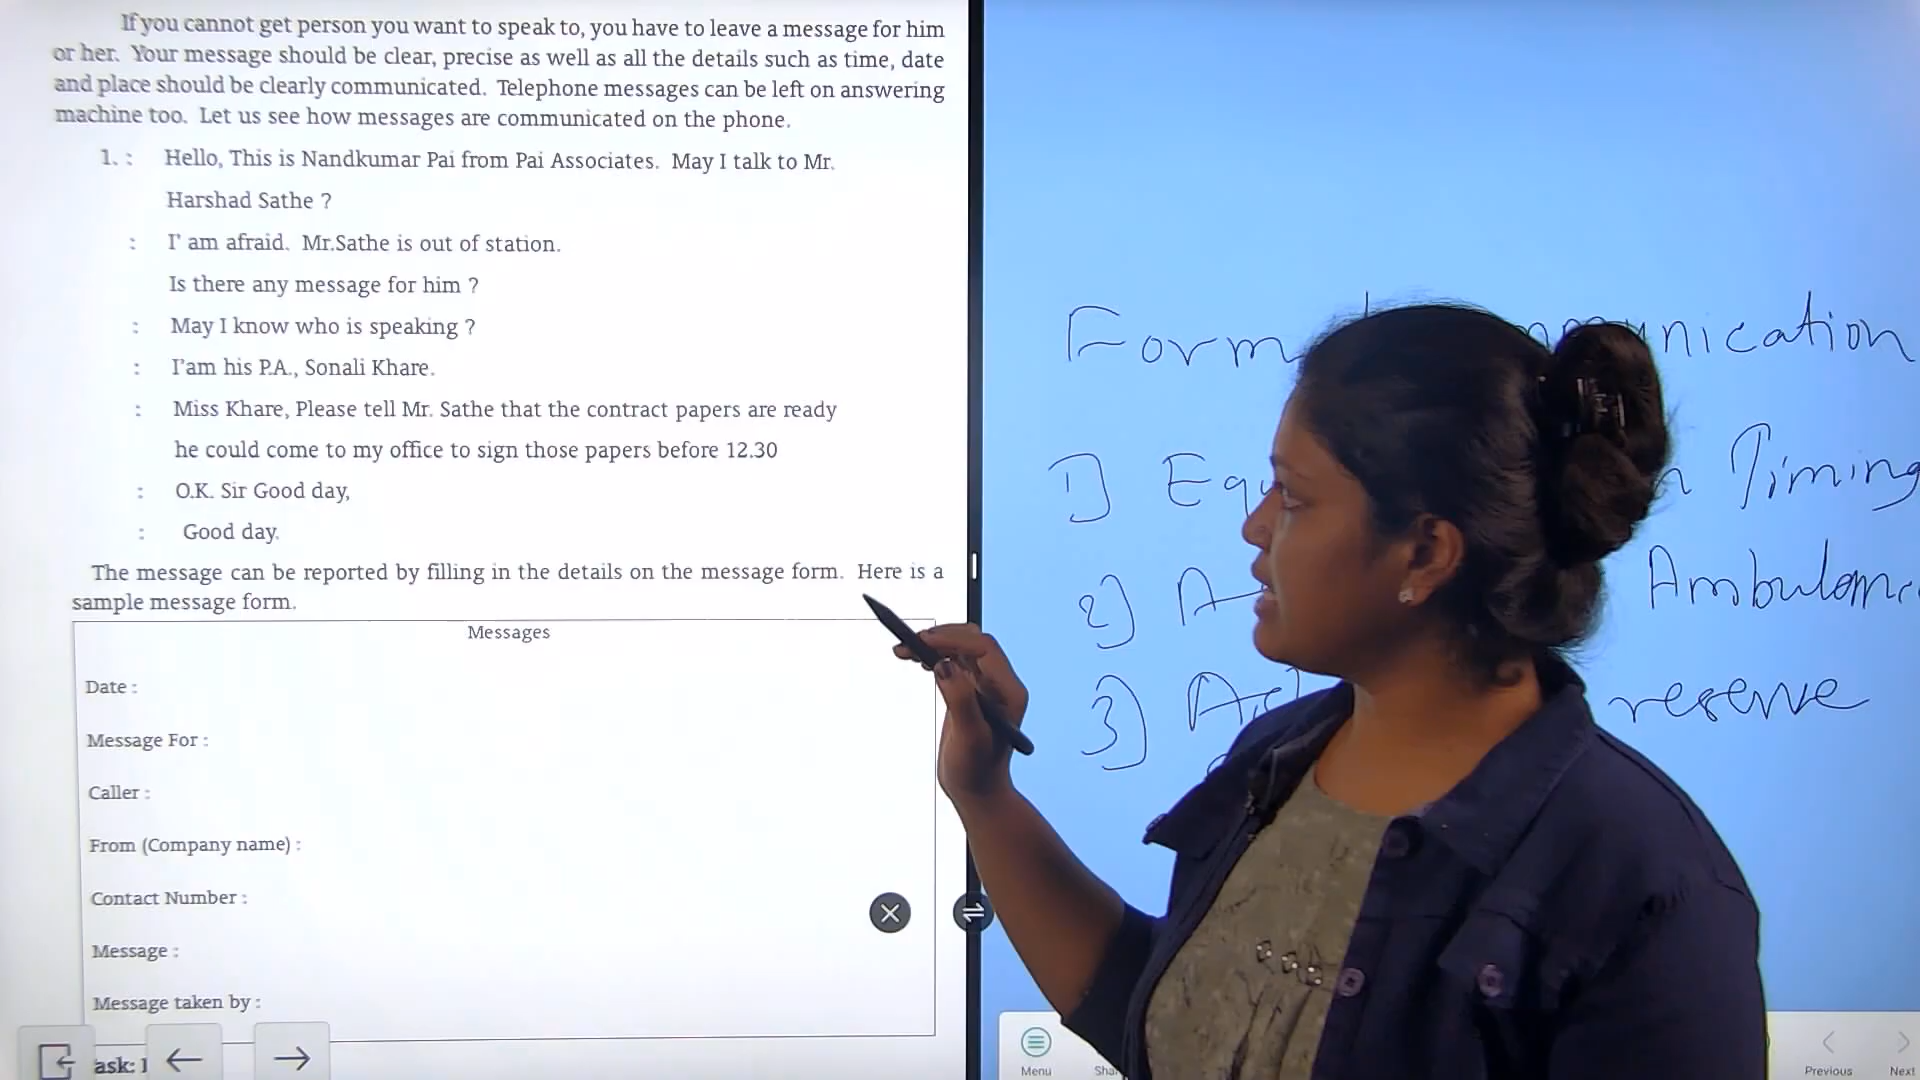 If you cannot get person you want to speak to, you have to leave a message for him
or her. Your message should be clear, precise as well as all the details such as time, date
and place should be clearly communicated. Telephone messages can be left on answering
machine too. Let us see how messages are communicated on the phone.
1. : Hello, This is Nandkumar Pai from Pai Associates. May I talk to Mr.
Harshad Sathe ?
: I' am afraid. Mr.Sathe is out of station.
Is there any message for him ?
: May I know who is speaking ?
: I'am his P.A., Sonali Khare.
: Miss Khare, Please tell Mr. Sathe that the contract papers are ready
he could come to my office to sign those papers before 12.30
: O.K. Sir Good day,
: Good day.
The message can be reported by filling in the details on the message form. Here is a
sample message form.
Messages
Date :
Message For :
Caller :
From (Company name) :
Contact Number :
Message :
Message taken by :
ask: 1
Form
1) Timing
2)
3) reserve
Menu
Previous
Next